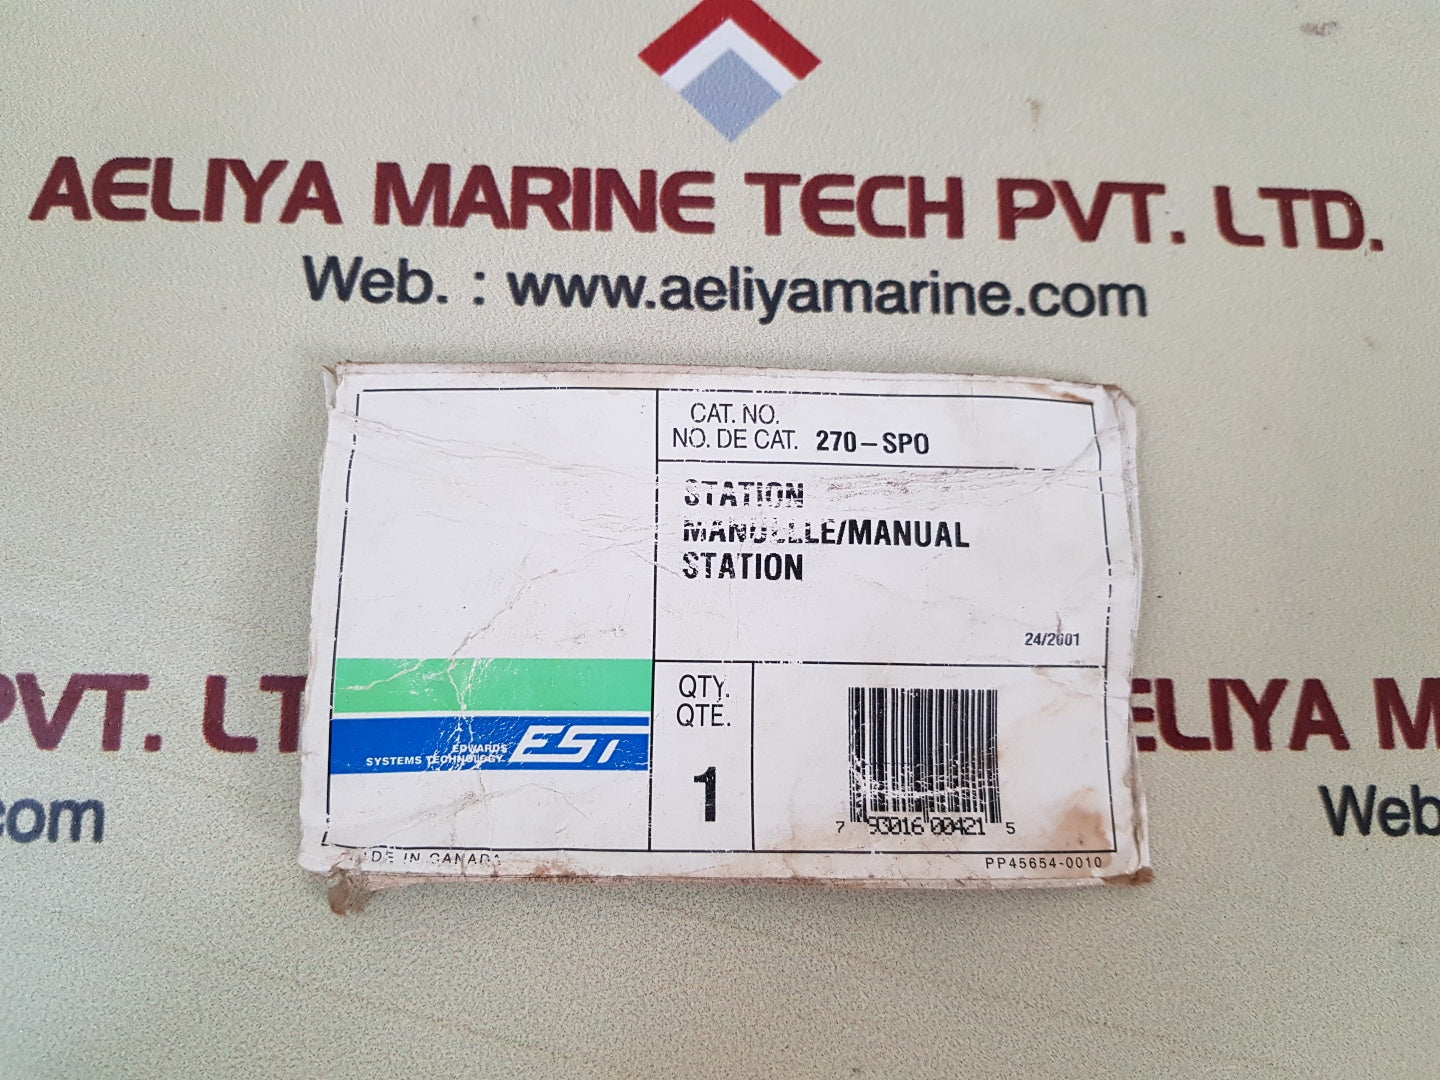 AELIYA MARINE TECH PVT. LTD.
Web. : www.aeliyamarine.com
CAT. NO.
NO. DE CAT. 270-SPO
STATION
MANUELLE/MANUAL
STATION
24/2001
EDWARDS
SYSTEMS TECHNOLOGY
EST
QTY.
QTÉ.
1
7 93016 00421 5
MADE IN CANADA
PP45654-0010
PVT. LT
com
ELIYA M
Web